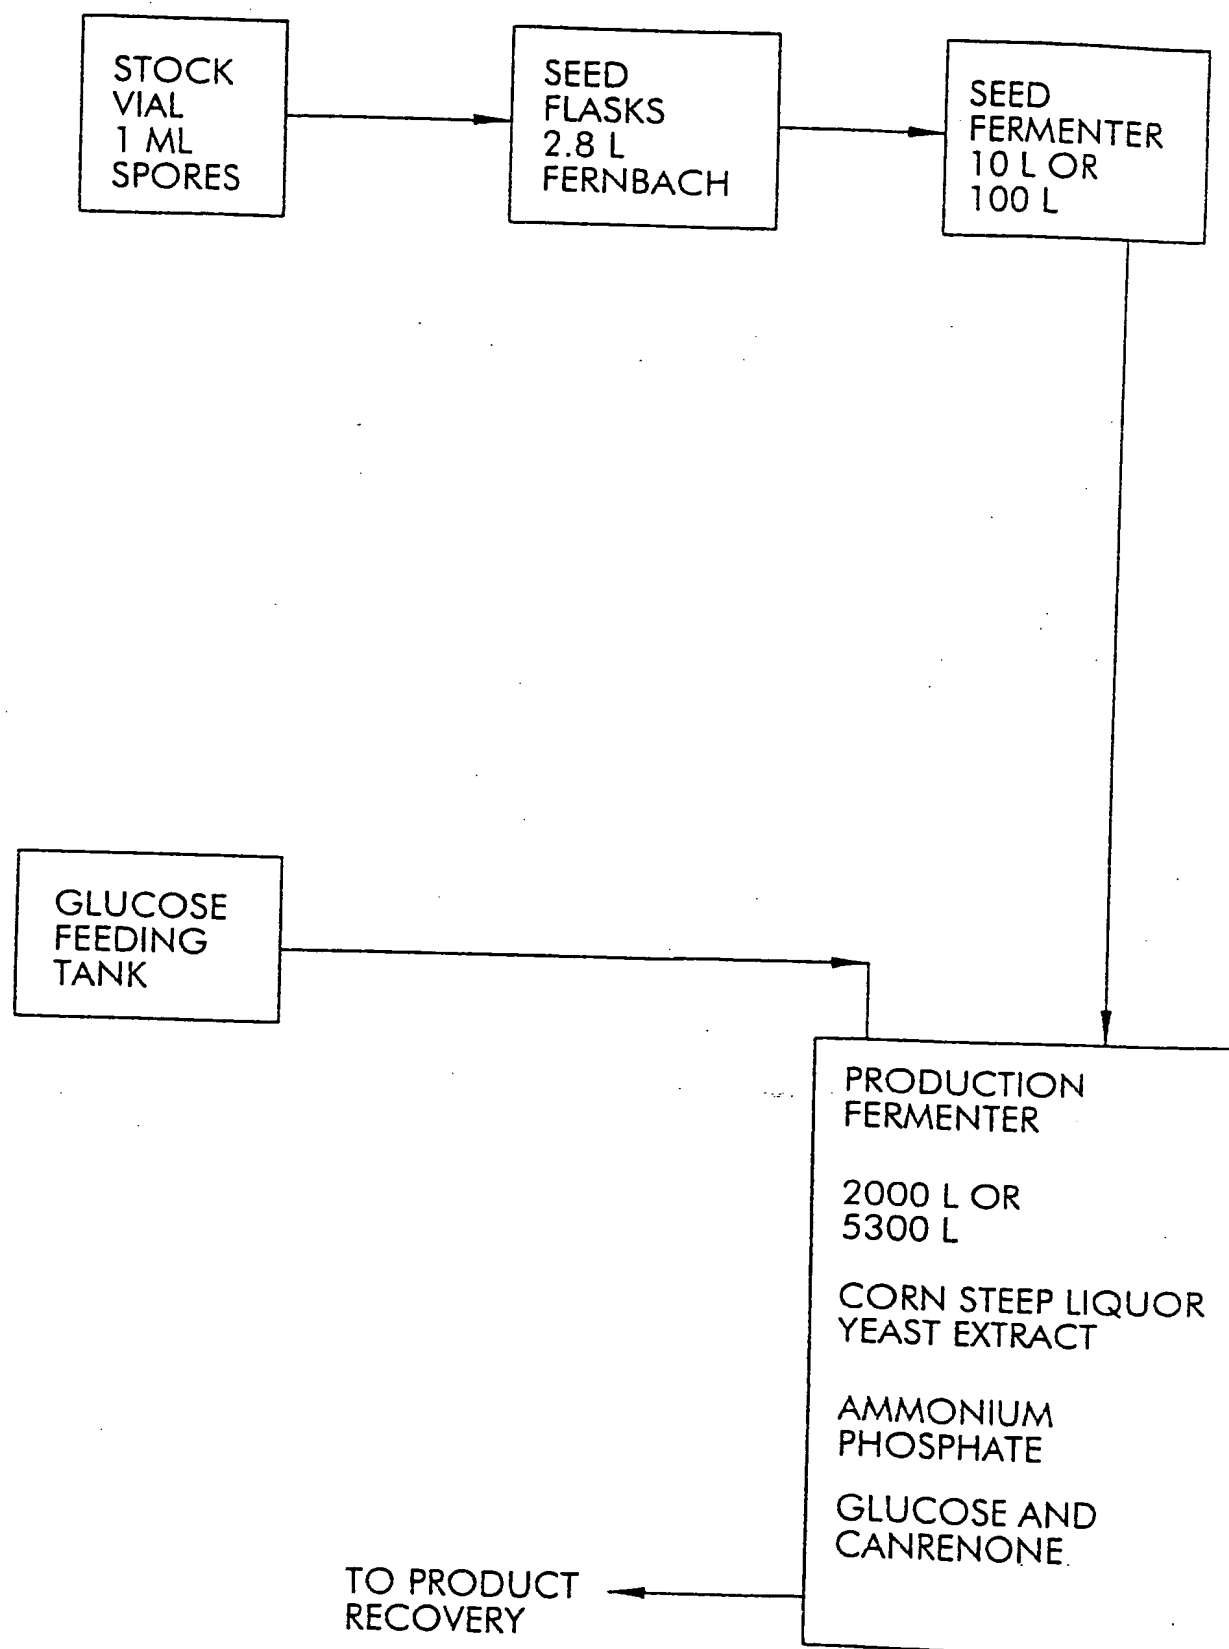 STOCK
VIAL
1 ML
SPORES
SEED
FLASKS
2.8 L
FERNBACH
SEED
FERMENTER
10 L OR
100 L
GLUCOSE
FEEDING
TANK
PRODUCTION
FERMENTER
2000 L OR
5300 L
CORN STEEP LIQUOR
YEAST EXTRACT
AMMONIUM
PHOSPHATE
GLUCOSE AND
CANRENONE
TO PRODUCT
RECOVERY